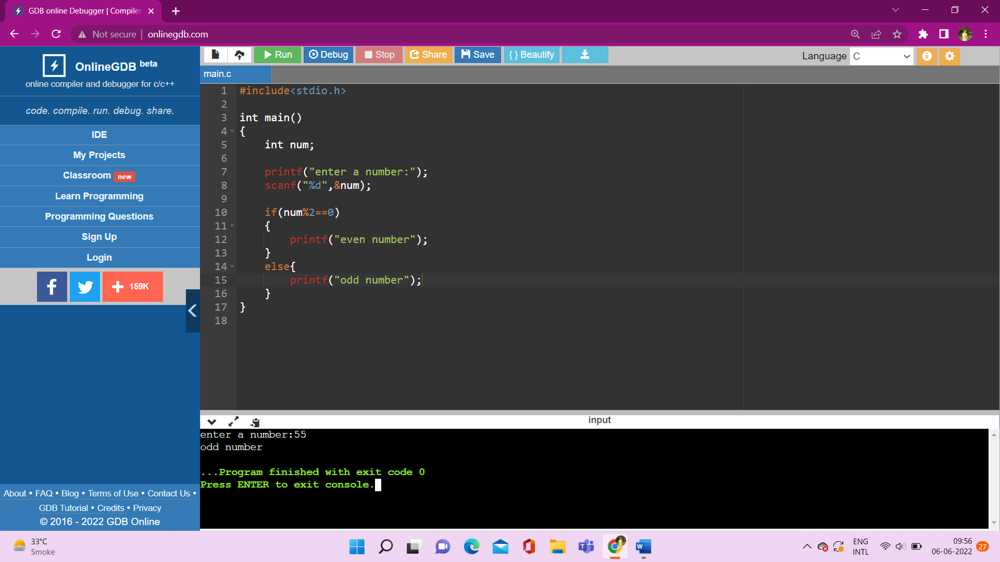 GDB online Debugger | Compiler
Not secure
onlinegdb.com
OnlineGDB beta
online compiler and debugger for c/c++
code. compile. run. debug. share.
IDE
My Projects
Classroom new
Learn Programming
Programming Questions
Sign Up
Login
f
159K
About • FAQ • Blog • Terms of Use • Contact Us •
GDB Tutorial • Credits • Privacy
© 2016 - 2022 GDB Online
Run
Debug
Stop
Share
Save
{ } Beautify
Language
C
main.c
1 #include<stdio.h>
2
3 int main()
4 {
5     int num;
6
7     printf("enter a number:");
8     scanf("%d",&num);
9
10     if(num%2==0)
11     {
12         printf("even number");
13     }
14     else{
15         printf("odd number");
16     }
17 }
18
input
enter a number:55
odd number
...Program finished with exit code 0
Press ENTER to exit console.
33°C
Smoke
ENG
INTL
09:56
06-06-2022
27